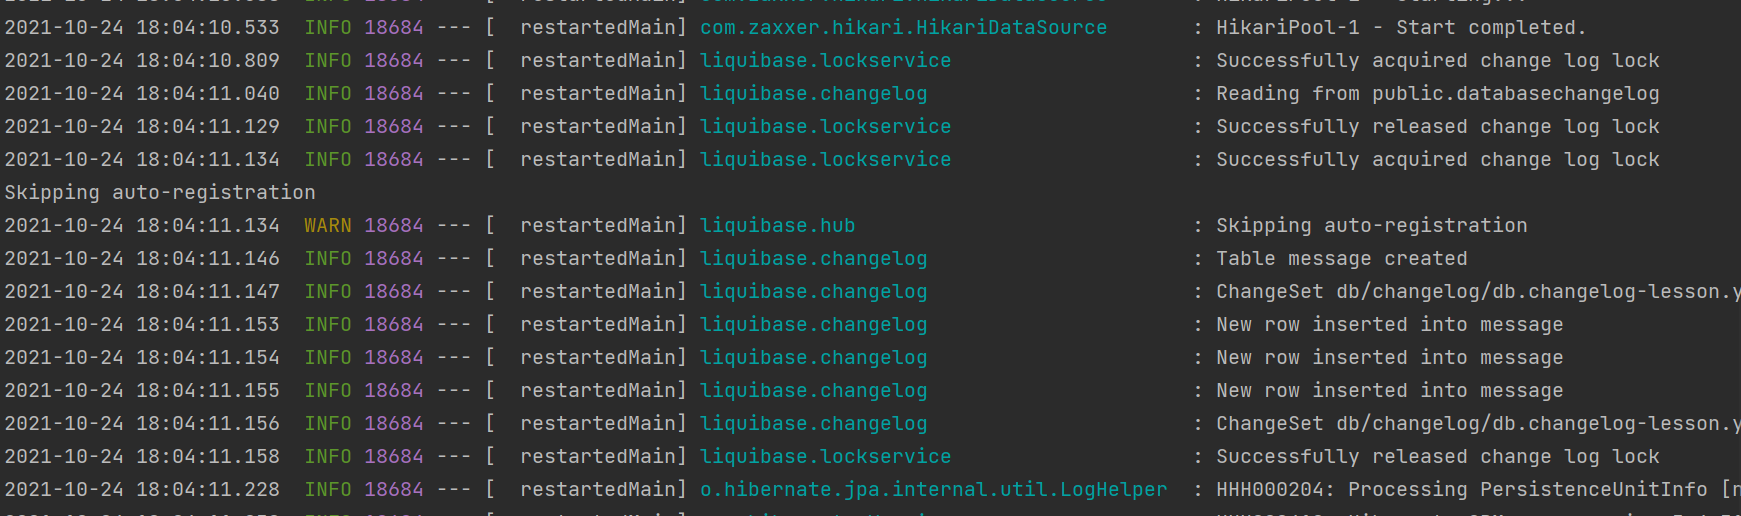 2021-10-24 18:04:10.533  INFO 18684 --- [  restartedMain] com.zaxxer.hikari.HikariDataSource       : HikariPool-1 - Start completed.
2021-10-24 18:04:10.809  INFO 18684 --- [  restartedMain] liquibase.lockservice                    : Successfully acquired change log lock
2021-10-24 18:04:11.040  INFO 18684 --- [  restartedMain] liquibase.changelog                      : Reading from public.databasechangelog
2021-10-24 18:04:11.129  INFO 18684 --- [  restartedMain] liquibase.lockservice                    : Successfully released change log lock
2021-10-24 18:04:11.134  INFO 18684 --- [  restartedMain] liquibase.lockservice                    : Successfully acquired change log lock
Skipping auto-registration
2021-10-24 18:04:11.134  WARN 18684 --- [  restartedMain] liquibase.hub                            : Skipping auto-registration
2021-10-24 18:04:11.146  INFO 18684 --- [  restartedMain] liquibase.changelog                      : Table message created
2021-10-24 18:04:11.147  INFO 18684 --- [  restartedMain] liquibase.changelog                      : ChangeSet db/changelog/db.changelog-lesson.y
2021-10-24 18:04:11.153  INFO 18684 --- [  restartedMain] liquibase.changelog                      : New row inserted into message
2021-10-24 18:04:11.154  INFO 18684 --- [  restartedMain] liquibase.changelog                      : New row inserted into message
2021-10-24 18:04:11.155  INFO 18684 --- [  restartedMain] liquibase.changelog                      : New row inserted into message
2021-10-24 18:04:11.156  INFO 18684 --- [  restartedMain] liquibase.changelog                      : ChangeSet db/changelog/db.changelog-lesson.y
2021-10-24 18:04:11.158  INFO 18684 --- [  restartedMain] liquibase.lockservice                    : Successfully released change log lock
2021-10-24 18:04:11.228  INFO 18684 --- [  restartedMain] o.hibernate.jpa.internal.util.LogHelper  : HHH000204: Processing PersistenceUnitInfo [n